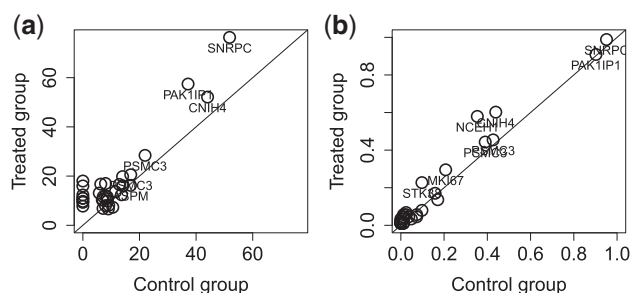 (a)
Treated group
0 20 40 60
SNRPC
PAK1IP1
CNIH4
PSMC3
0 20 40 60
Control group
(b)
Treated group
0.0 0.4 0.8
SNRPC
PAK1IP1
CNIH4
NCEH1
PSMC3
MKI67
0.0 0.2 0.4 0.6 0.8 1.0
Control group